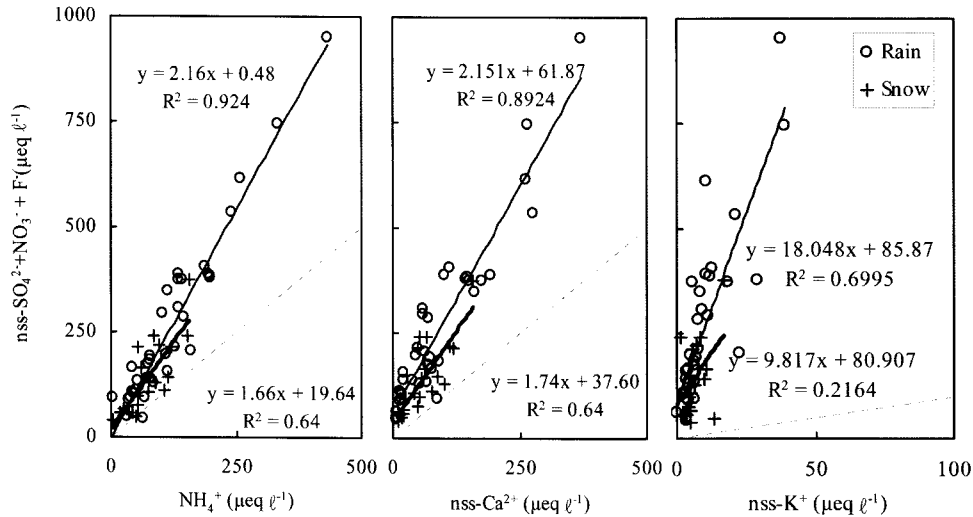 1000
750
500
250
0
nss-SO₄²⁻+NO₃⁻ + F⁻(μeq ℓ⁻¹)
y = 2.16x + 0.48
R² = 0.924
y = 1.66x + 19.64
R² = 0.64
0
250
500
NH₄⁺ (μeq ℓ⁻¹)
y = 2.151x + 61.87
R² = 0.8924
y = 1.74x + 37.60
R² = 0.64
0
250
500
nss-Ca²⁺ (μeq ℓ⁻¹)
Rain
Snow
y = 18.048x + 85.87
R² = 0.6995
y = 9.817x + 80.907
R² = 0.2164
0
50
100
nss-K⁺ (μeq ℓ⁻¹)